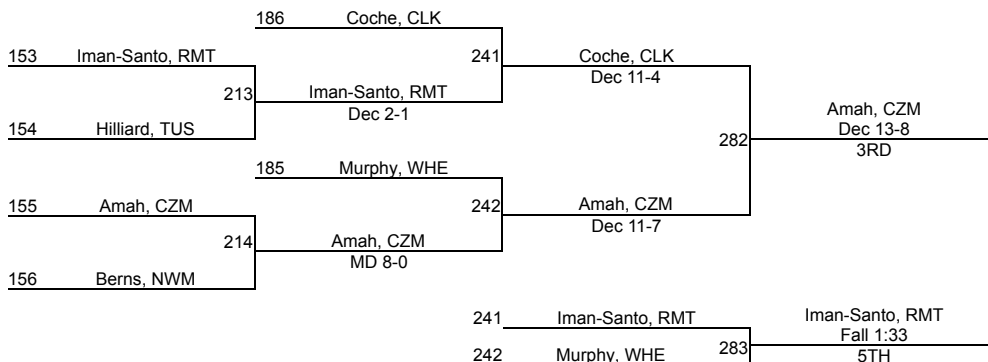 186 Coche, CLK
153 Iman-Santo, RMT 241 Coche, CLK
Dec 11-4
213 Iman-Santo, RMT
Dec 2-1
Amah, CZM
154 Hilliard, TUS Dec 13-8
282 3RD
185 Murphy, WHE
155 Amah, CZM 242 Amah, CZM
Dec 11-7
214 Amah, CZM
MD 8-0
156 Berns, NWM
241 Iman-Santo, RMT Iman-Santo, RMT
Fall 1:33
242 Murphy, WHE 283 5TH